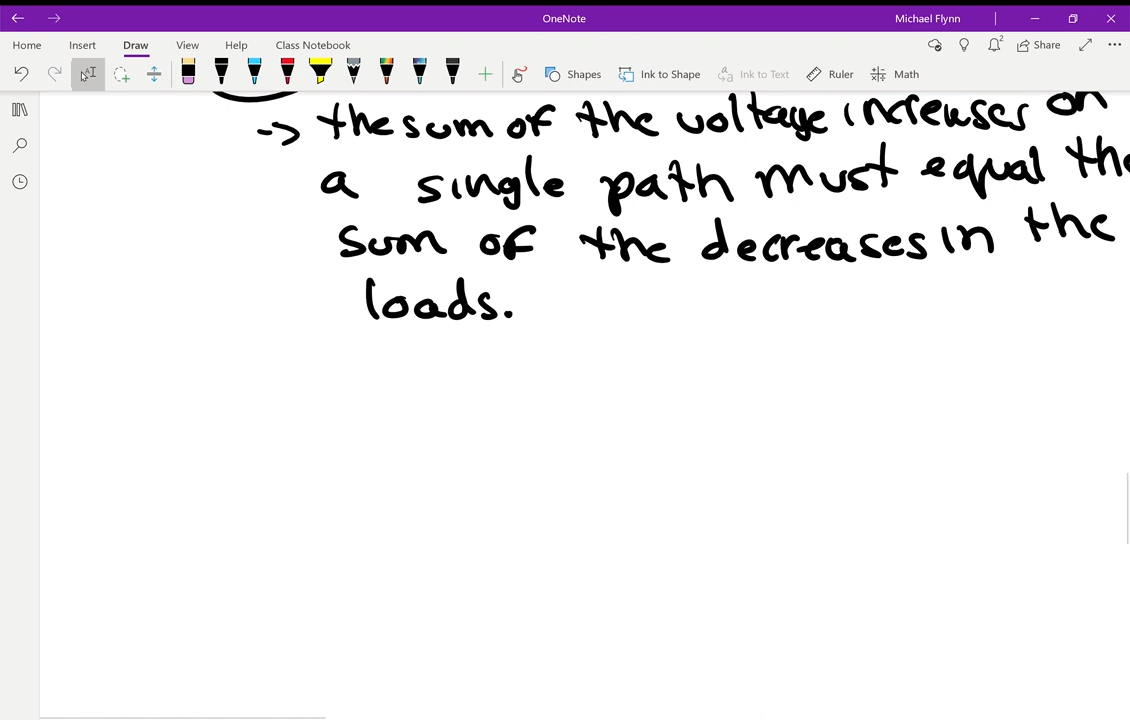 OneNote
Michael Flynn
Home Insert Draw View Help Class Notebook
2
Share
Shapes
Ink to Shape
Ink to Text
Ruler
Math
-> the sum of the voltage increases on
a single path must equal the
sum of the decreases in the
loads.